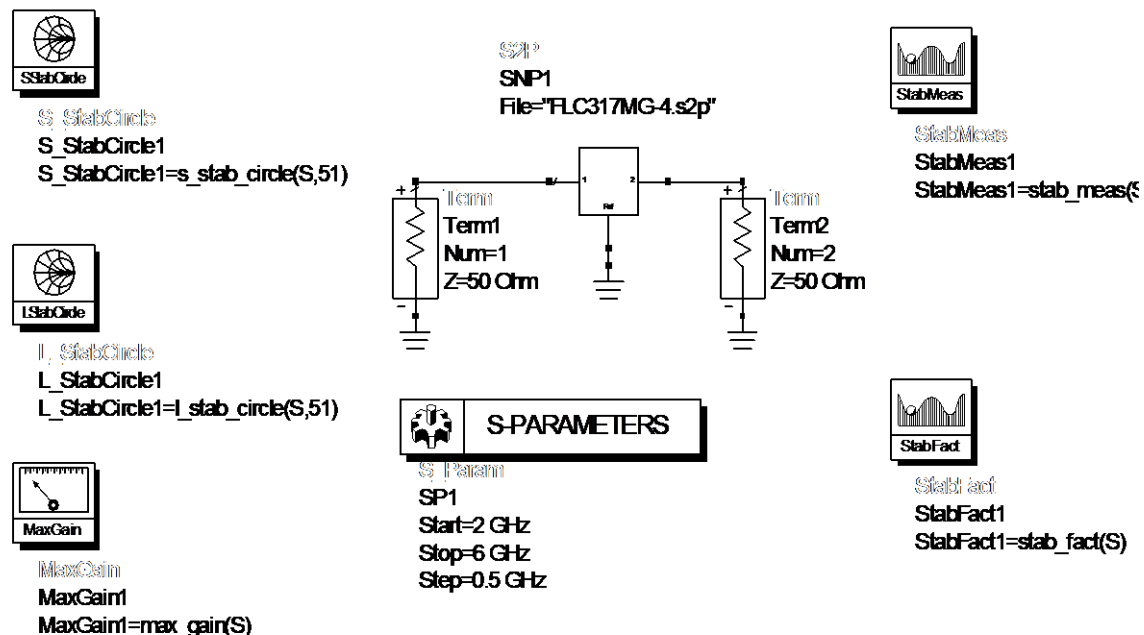 SStabCircle
S_StabCircle
S_StabCircle1
S_StabCircle1=s_stab_circle(S,51)
LStabCircle
L_StabCircle
L_StabCircle1
L_StabCircle1=l_stab_circle(S,51)
MaxGain
MaxGain
MaxGain1
MaxGain1=max_gain(S)
S2P
SNP1
File="FLC317MG-4.s2p"
1
2
Ref
+
Term
Term1
Num=1
Z=50 Ohm
-
+
Term
Term2
Num=2
Z=50 Ohm
-
S-PARAMETERS
S_Param
SP1
Start=2 GHz
Stop=6 GHz
Step=0.5 GHz
StabMeas
StabMeas
StabMeas1
StabMeas1=stab_meas(S
StabFact
StabFact
StabFact1
StabFact1=stab_fact(S)